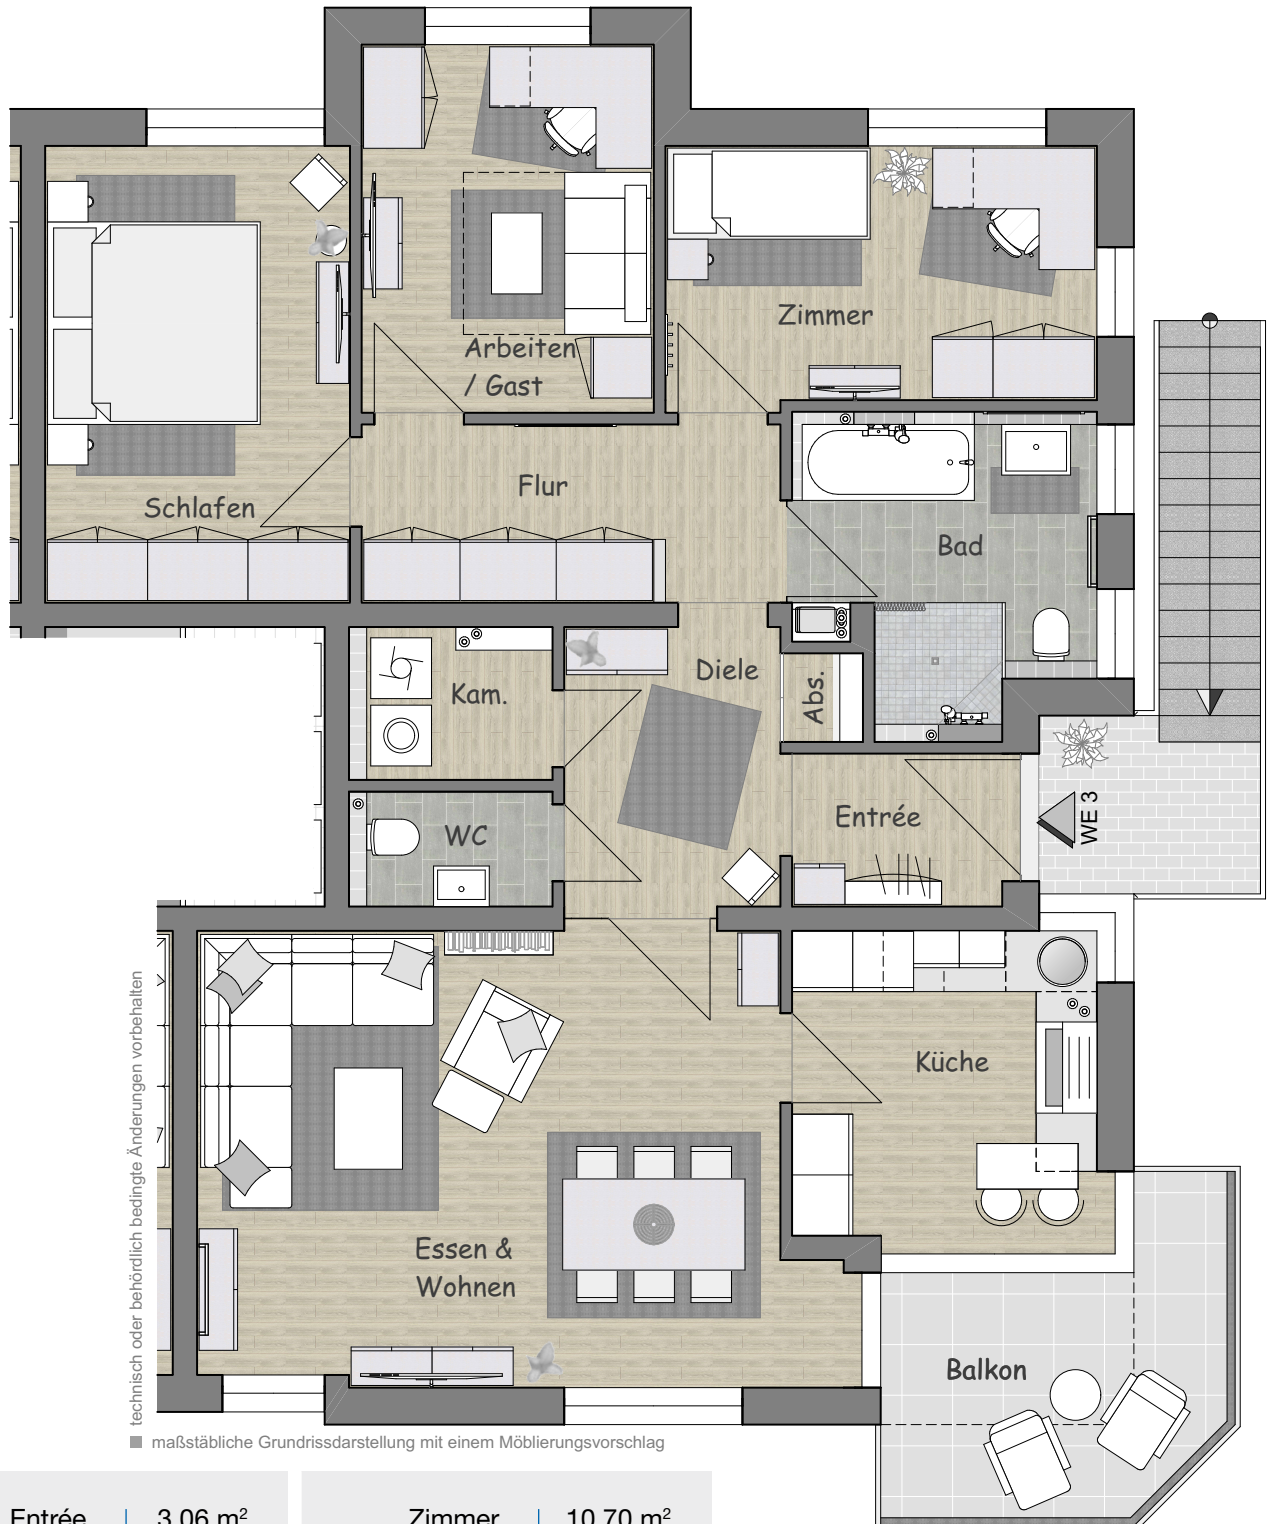 Arbeiten
/ Gast
Zimmer
Schlafen
Flur
Bad
Kam.
Diele
Abs.
WC
Entrée
WE 3
Küche
Essen &
Wohnen
Balkon
technisch oder behördlich bedingte Änderungen vorbehalten
maßstäbliche Grundrissdarstellung mit einem Möblierungsvorschlag
Entrée 3,06 m²
Zimmer 10,70 m²